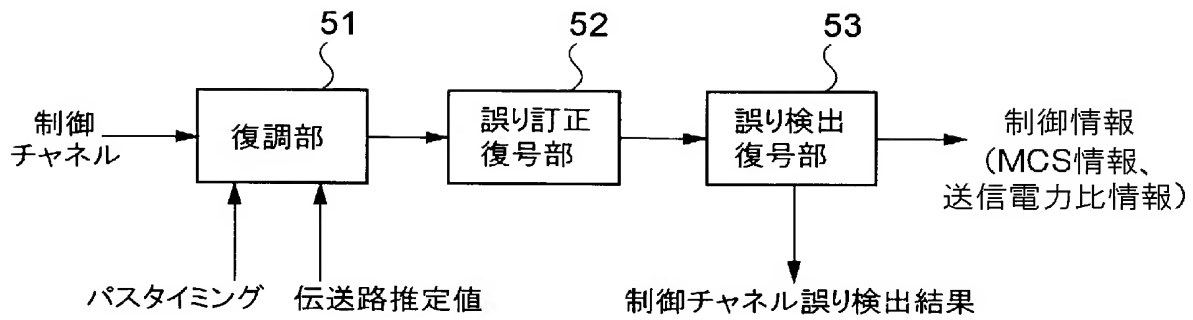 51
52
53
制御
チャネル
復調部
誤り訂正
復号部
誤り検出
復号部
制御情報
（MCS情報、
送信電力比情報）
パスタイミング
伝送路推定値
制御チャネル誤り検出結果